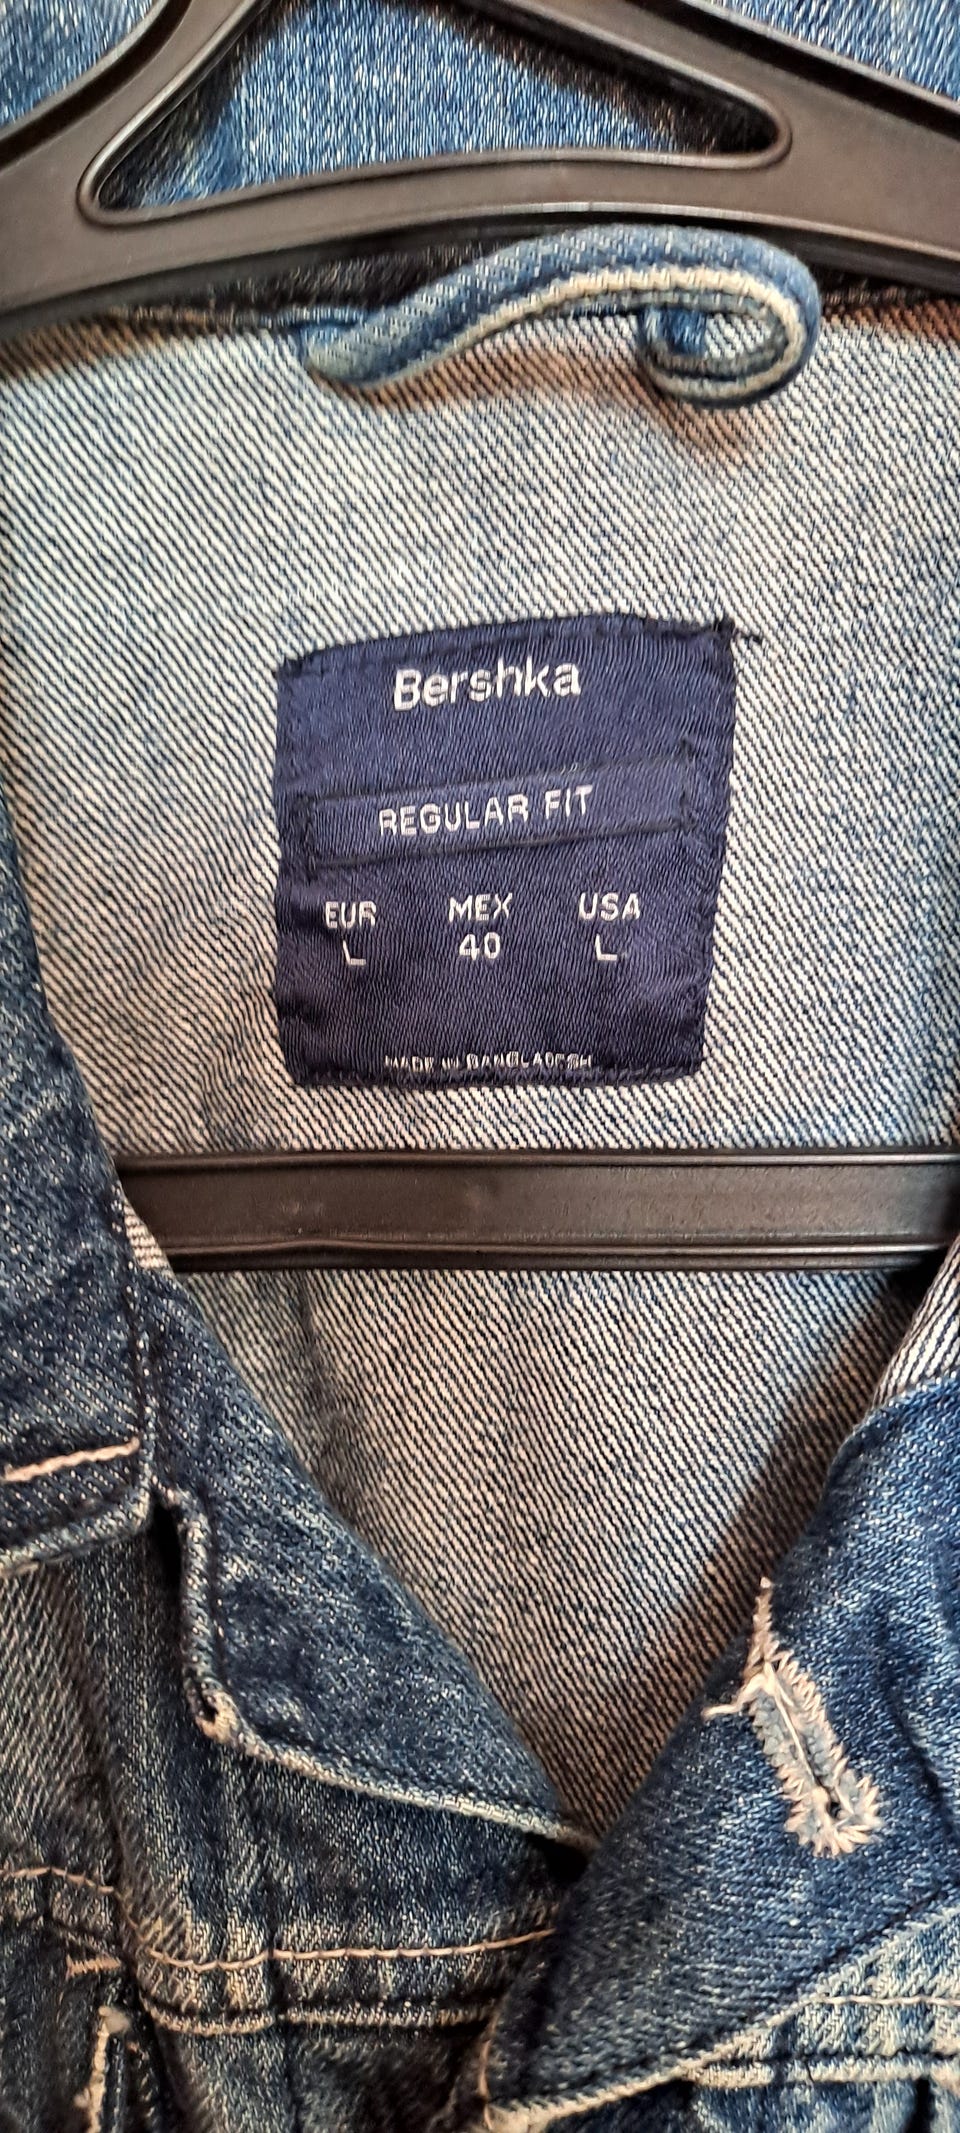 Bershka
REGULAR FIT
EUR MEX USA
L 40 L
MADE IN BANGLADESH